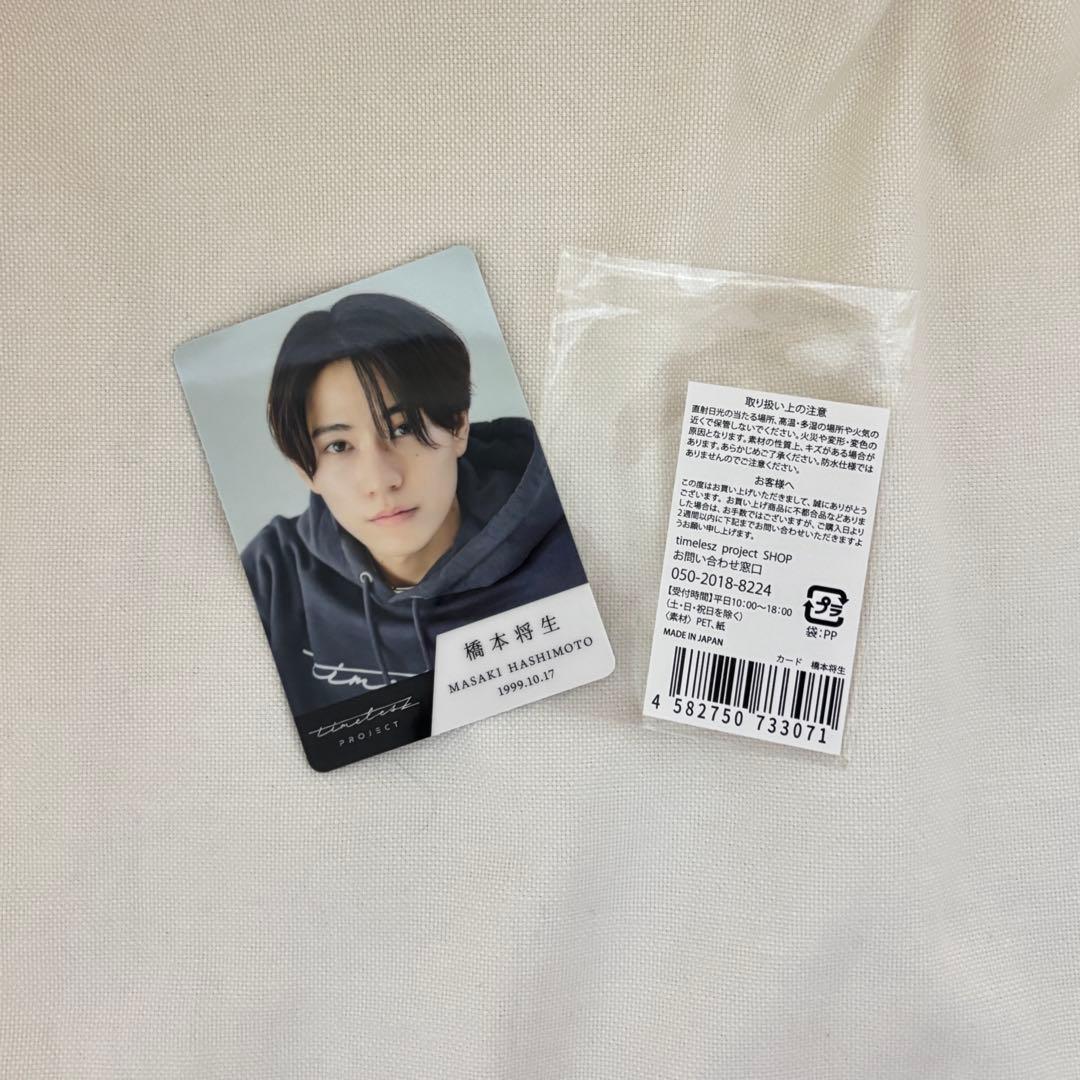 timelesz
橋本将生
MASAKI HASHIMOTO
1999.10.17
timelesz
PROJECT
取り扱い上の注意
直射日光の当たる場所、高温・多湿の場所や火気の
近くで保管しないでください。火災や変形・変色の
原因となります。素材の性質上、キズがある場合が
あります。あらかじめご了承ください。防水仕様では
ありませんのでご注意ください。
お客様へ
この度はお買い上げいただきまして、誠にありがとう
ございます。お買い上げ商品に不都合品などありま
した場合は、お手数ではございますが、ご購入日より
2週間以内に下記までお問い合わせいただきますよ
うお願い申し上げます。
timelesz project SHOP
お問い合わせ窓口
050-2018-8224
【受付時間】平日10:00〜18:00
（土・日・祝日を除く）
〈素材〉 PET、紙
MADE IN JAPAN
プラ
袋:PP
カード 橋本将生
4 582750 733071